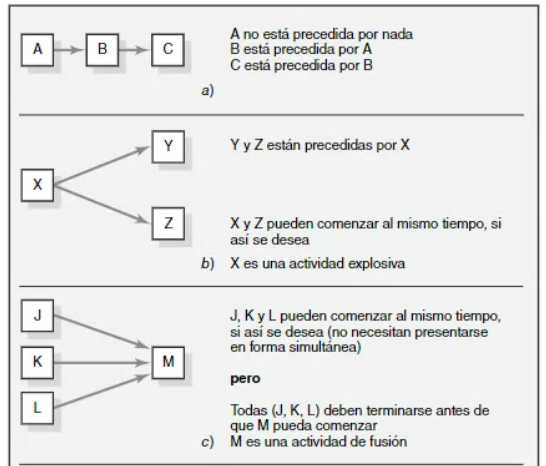 A B C
A no está precedida por nada
B está precedida por A
C está precedida por B
a)
X
Y
Z
Y y Z están precedidas por X
X y Z pueden comenzar al mismo tiempo, si
así se desea
b) X es una actividad explosiva
J
K
L
M
J, K y L pueden comenzar al mismo tiempo,
si así se desea (no necesitan presentarse
en forma simultánea)
pero
Todas (J, K, L) deben terminarse antes de
que M pueda comenzar
c) M es una actividad de fusión